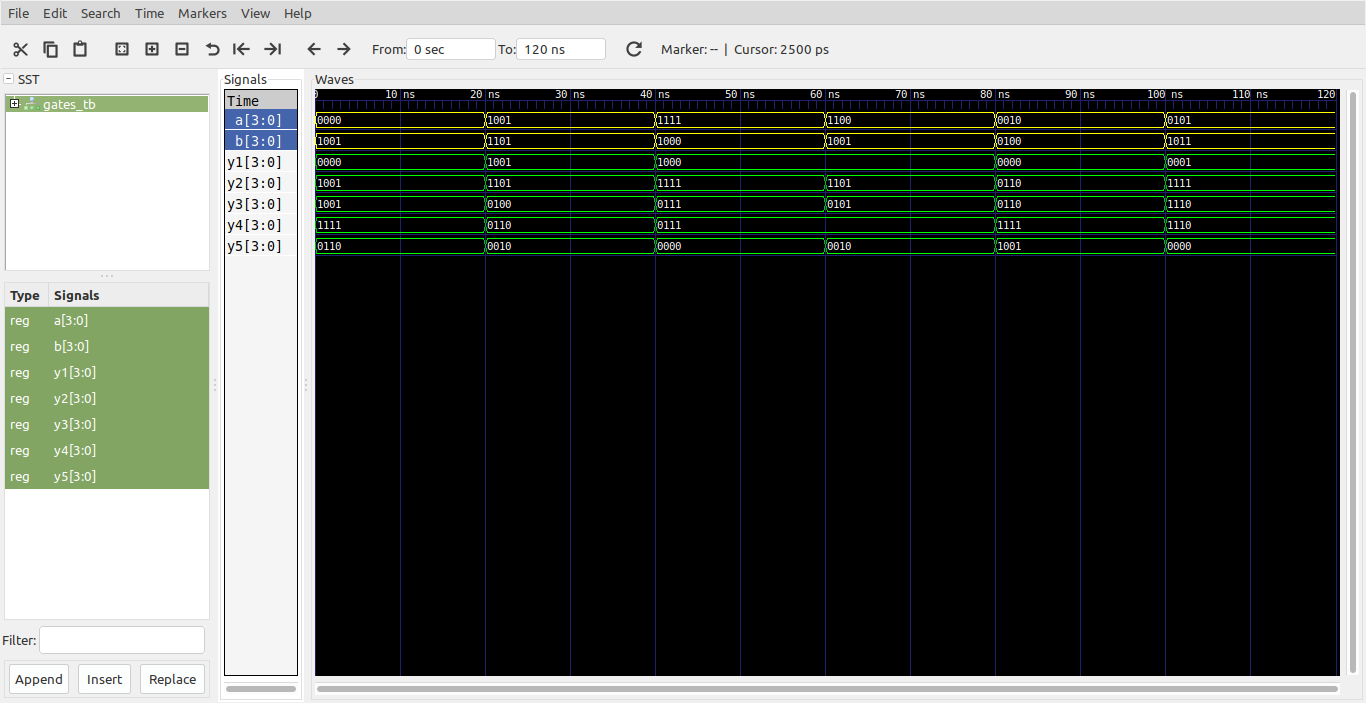 File Edit Search Time Markers View Help
From: 0 sec To: 120 ns Marker: -- | Cursor: 2500 ps
SST
gates_tb
Type Signals
reg a[3:0]
reg b[3:0]
reg y1[3:0]
reg y2[3:0]
reg y3[3:0]
reg y4[3:0]
reg y5[3:0]
Filter:
Append Insert Replace
Signals
Time
a[3:0]
b[3:0]
y1[3:0]
y2[3:0]
y3[3:0]
y4[3:0]
y5[3:0]
Waves
0 10 ns 20 ns 30 ns 40 ns 50 ns 60 ns 70 ns 80 ns 90 ns 100 ns 110 ns 120
0000 1001 1111 1100 0010 0101
1001 1101 1000 1001 0100 1011
0000 1001 1000 0000 0001
1001 1101 1111 1101 0110 1111
1001 0100 0111 0101 0110 1110
1111 0110 0111 1111 1110
0110 0010 0000 0010 1001 0000